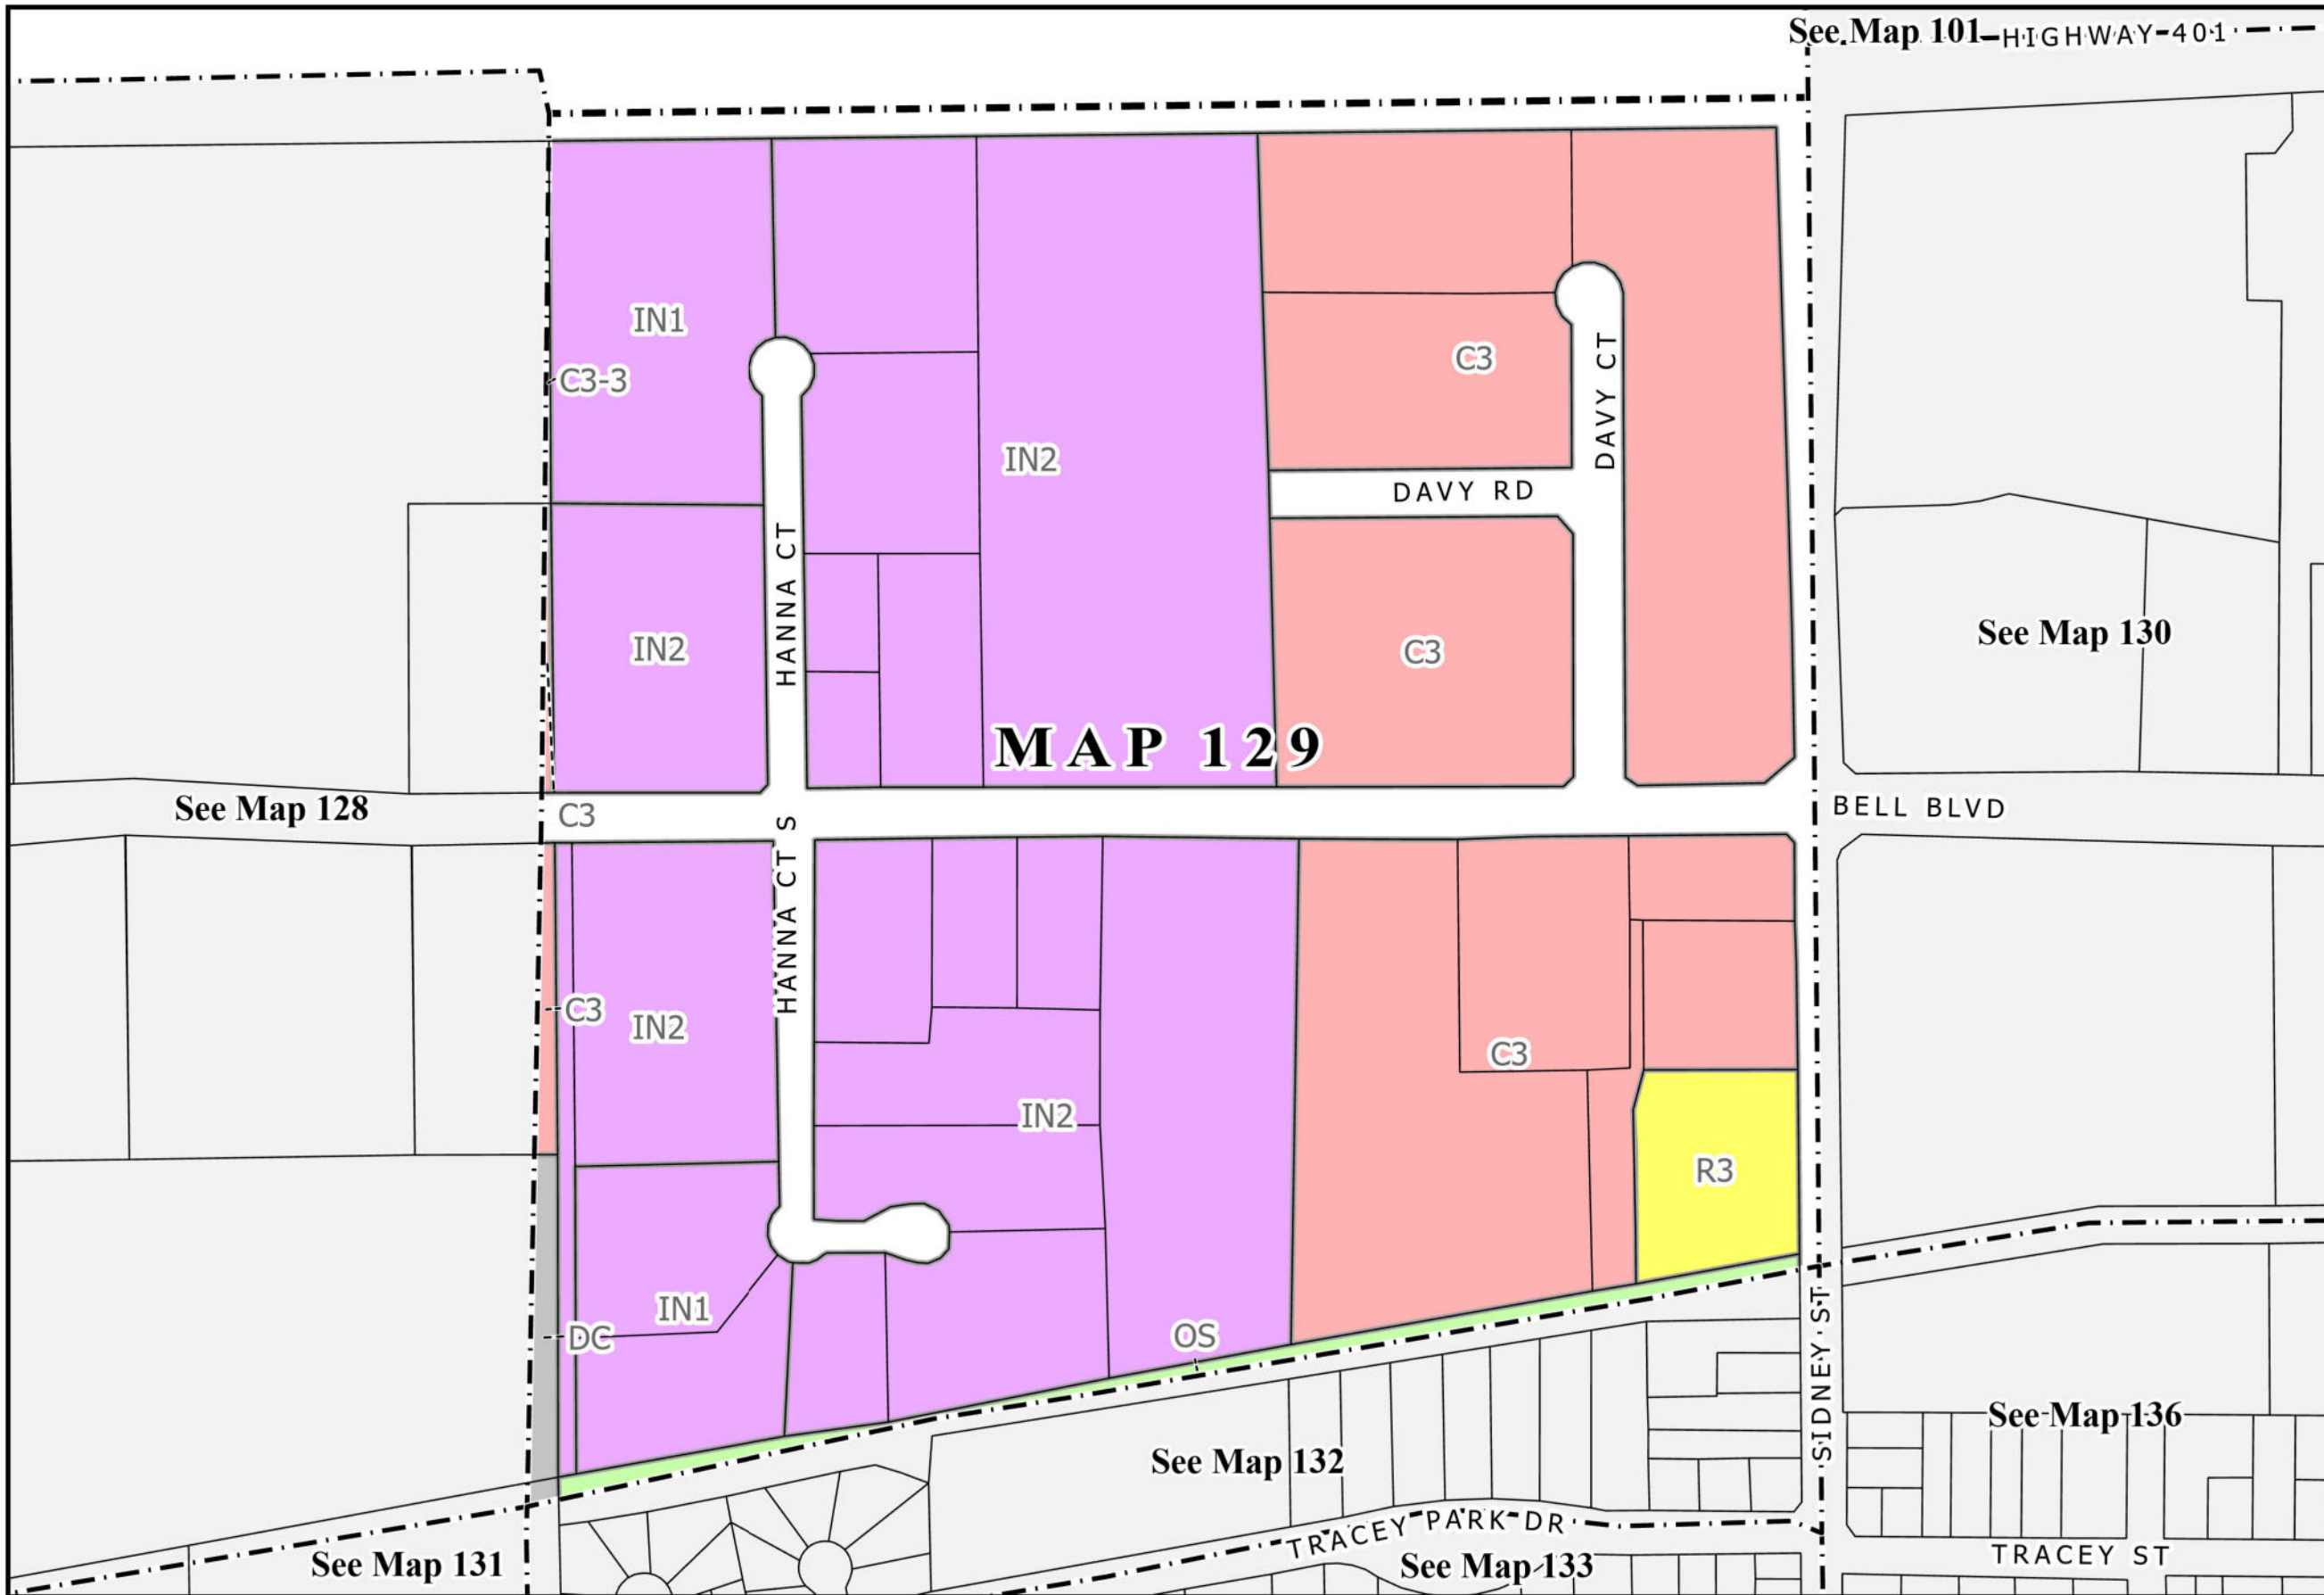 See Map 101
HIGHWAY 401
IN1
C3-3
C3
DAVY CT
IN2
DAVY RD
HANNA CT
IN2
C3
See Map 130
MAP 129
See Map 128
C3
BELL BLVD
HANNA CT S
C3
IN2
C3
IN2
R3
IN1
DC
OS
SIDNEY ST
See Map 136
See Map 132
TRACEY PARK DR
See Map 131
See Map 133
TRACEY ST